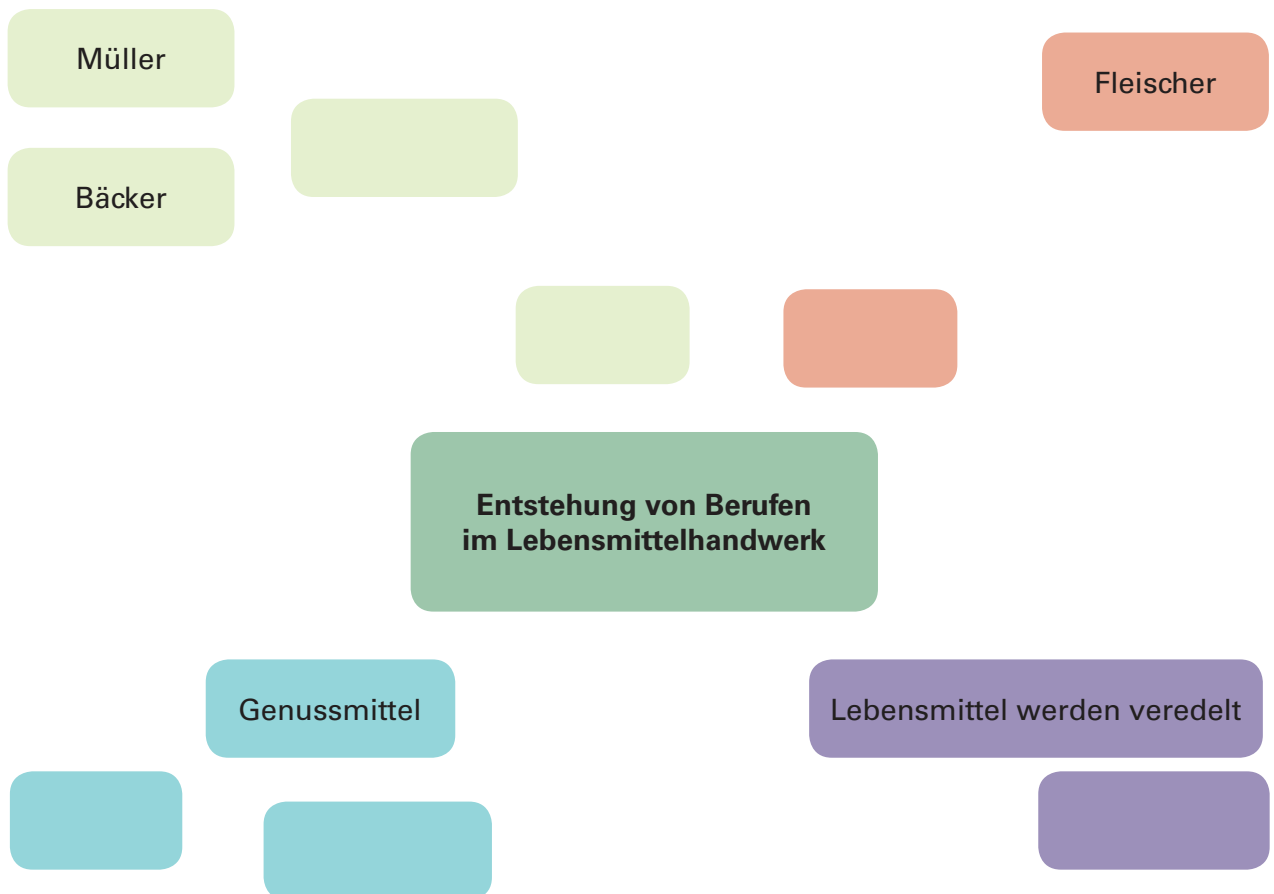 Müller
Fleischer
Bäcker
Entstehung von Berufen
im Lebensmittelhandwerk
Genussmittel
Lebensmittel werden veredelt